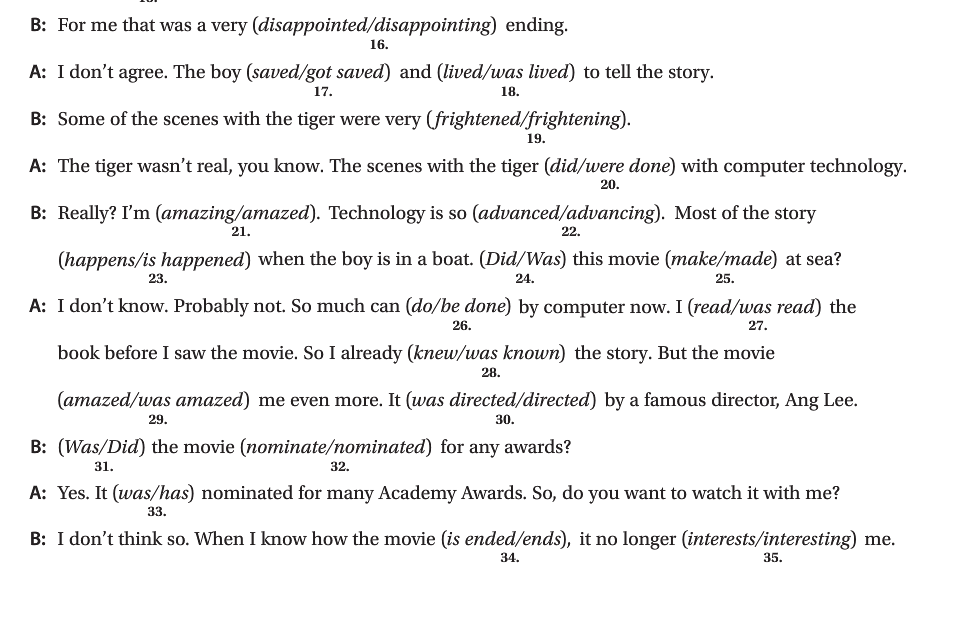 B: For me that was a very (disappointed/disappointing) ending.
16.
A: I don't agree. The boy (saved/got saved) and (lived/was lived) to tell the story.
17. 18.
B: Some of the scenes with the tiger were very (frightened/frightening).
19.
A: The tiger wasn't real, you know. The scenes with the tiger (did/were done) with computer technology.
20.
B: Really? I'm (amazing/amazed). Technology is so (advanced/advancing). Most of the story
21. 22.
(happens/is happened) when the boy is in a boat. (Did/Was) this movie (make/made) at sea?
23. 24. 25.
A: I don't know. Probably not. So much can (do/be done) by computer now. I (read/was read) the
26. 27.
book before I saw the movie. So I already (knew/was known) the story. But the movie
28.
(amazed/was amazed) me even more. It (was directed/directed) by a famous director, Ang Lee.
29. 30.
B: (Was/Did) the movie (nominate/nominated) for any awards?
31. 32.
A: Yes. It (was/has) nominated for many Academy Awards. So, do you want to watch it with me?
33.
B: I don't think so. When I know how the movie (is ended/ends), it no longer (interests/interesting) me.
34. 35.